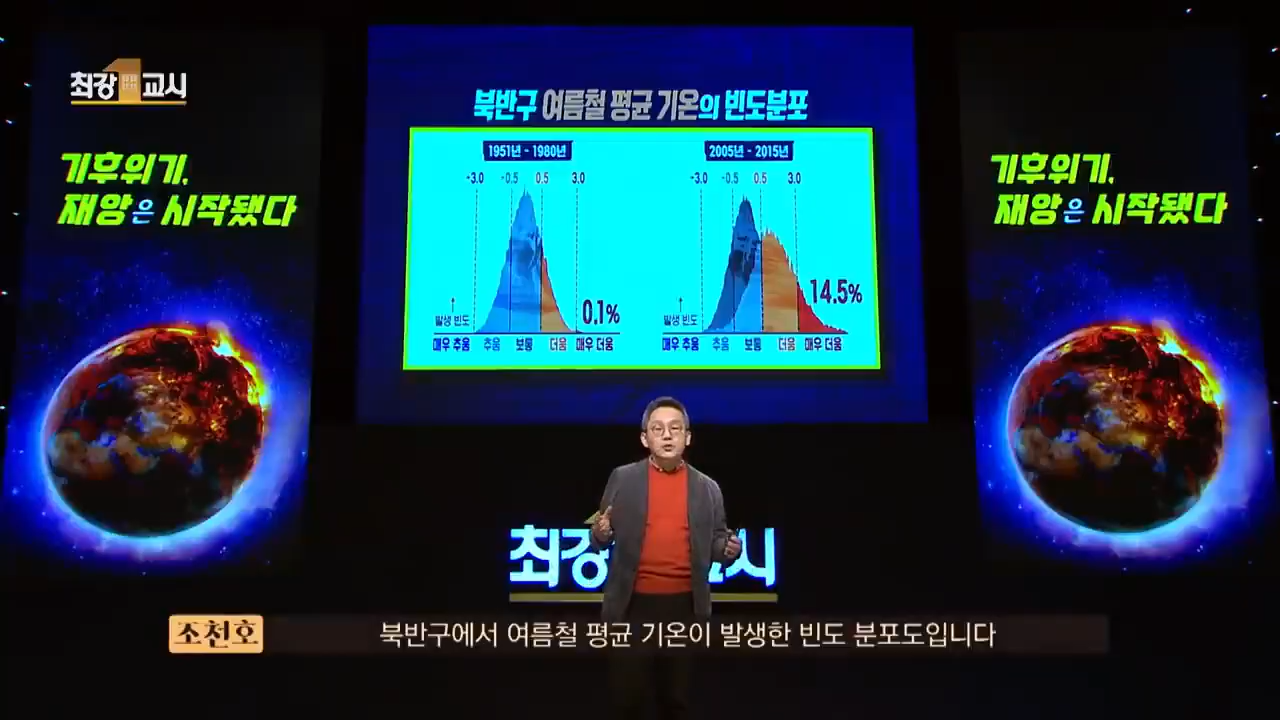 최강1교시
기후위기,
재앙은 시작됐다
북반구 여름철 평균 기온의 빈도분포
1951년 - 1980년
-3.0 -0.5 0.5 3.0
발생 빈도
0.1%
매우 추움 추움 보통 더움 매우 더움
2005년 - 2015년
-3.0 -0.5 0.5 3.0
발생 빈도
14.5%
매우 추움 추움 보통 더움 매우 더움
기후위기,
재앙은 시작됐다
최강 교시
조천호 북반구에서 여름철 평균 기온이 발생한 빈도 분포도입니다